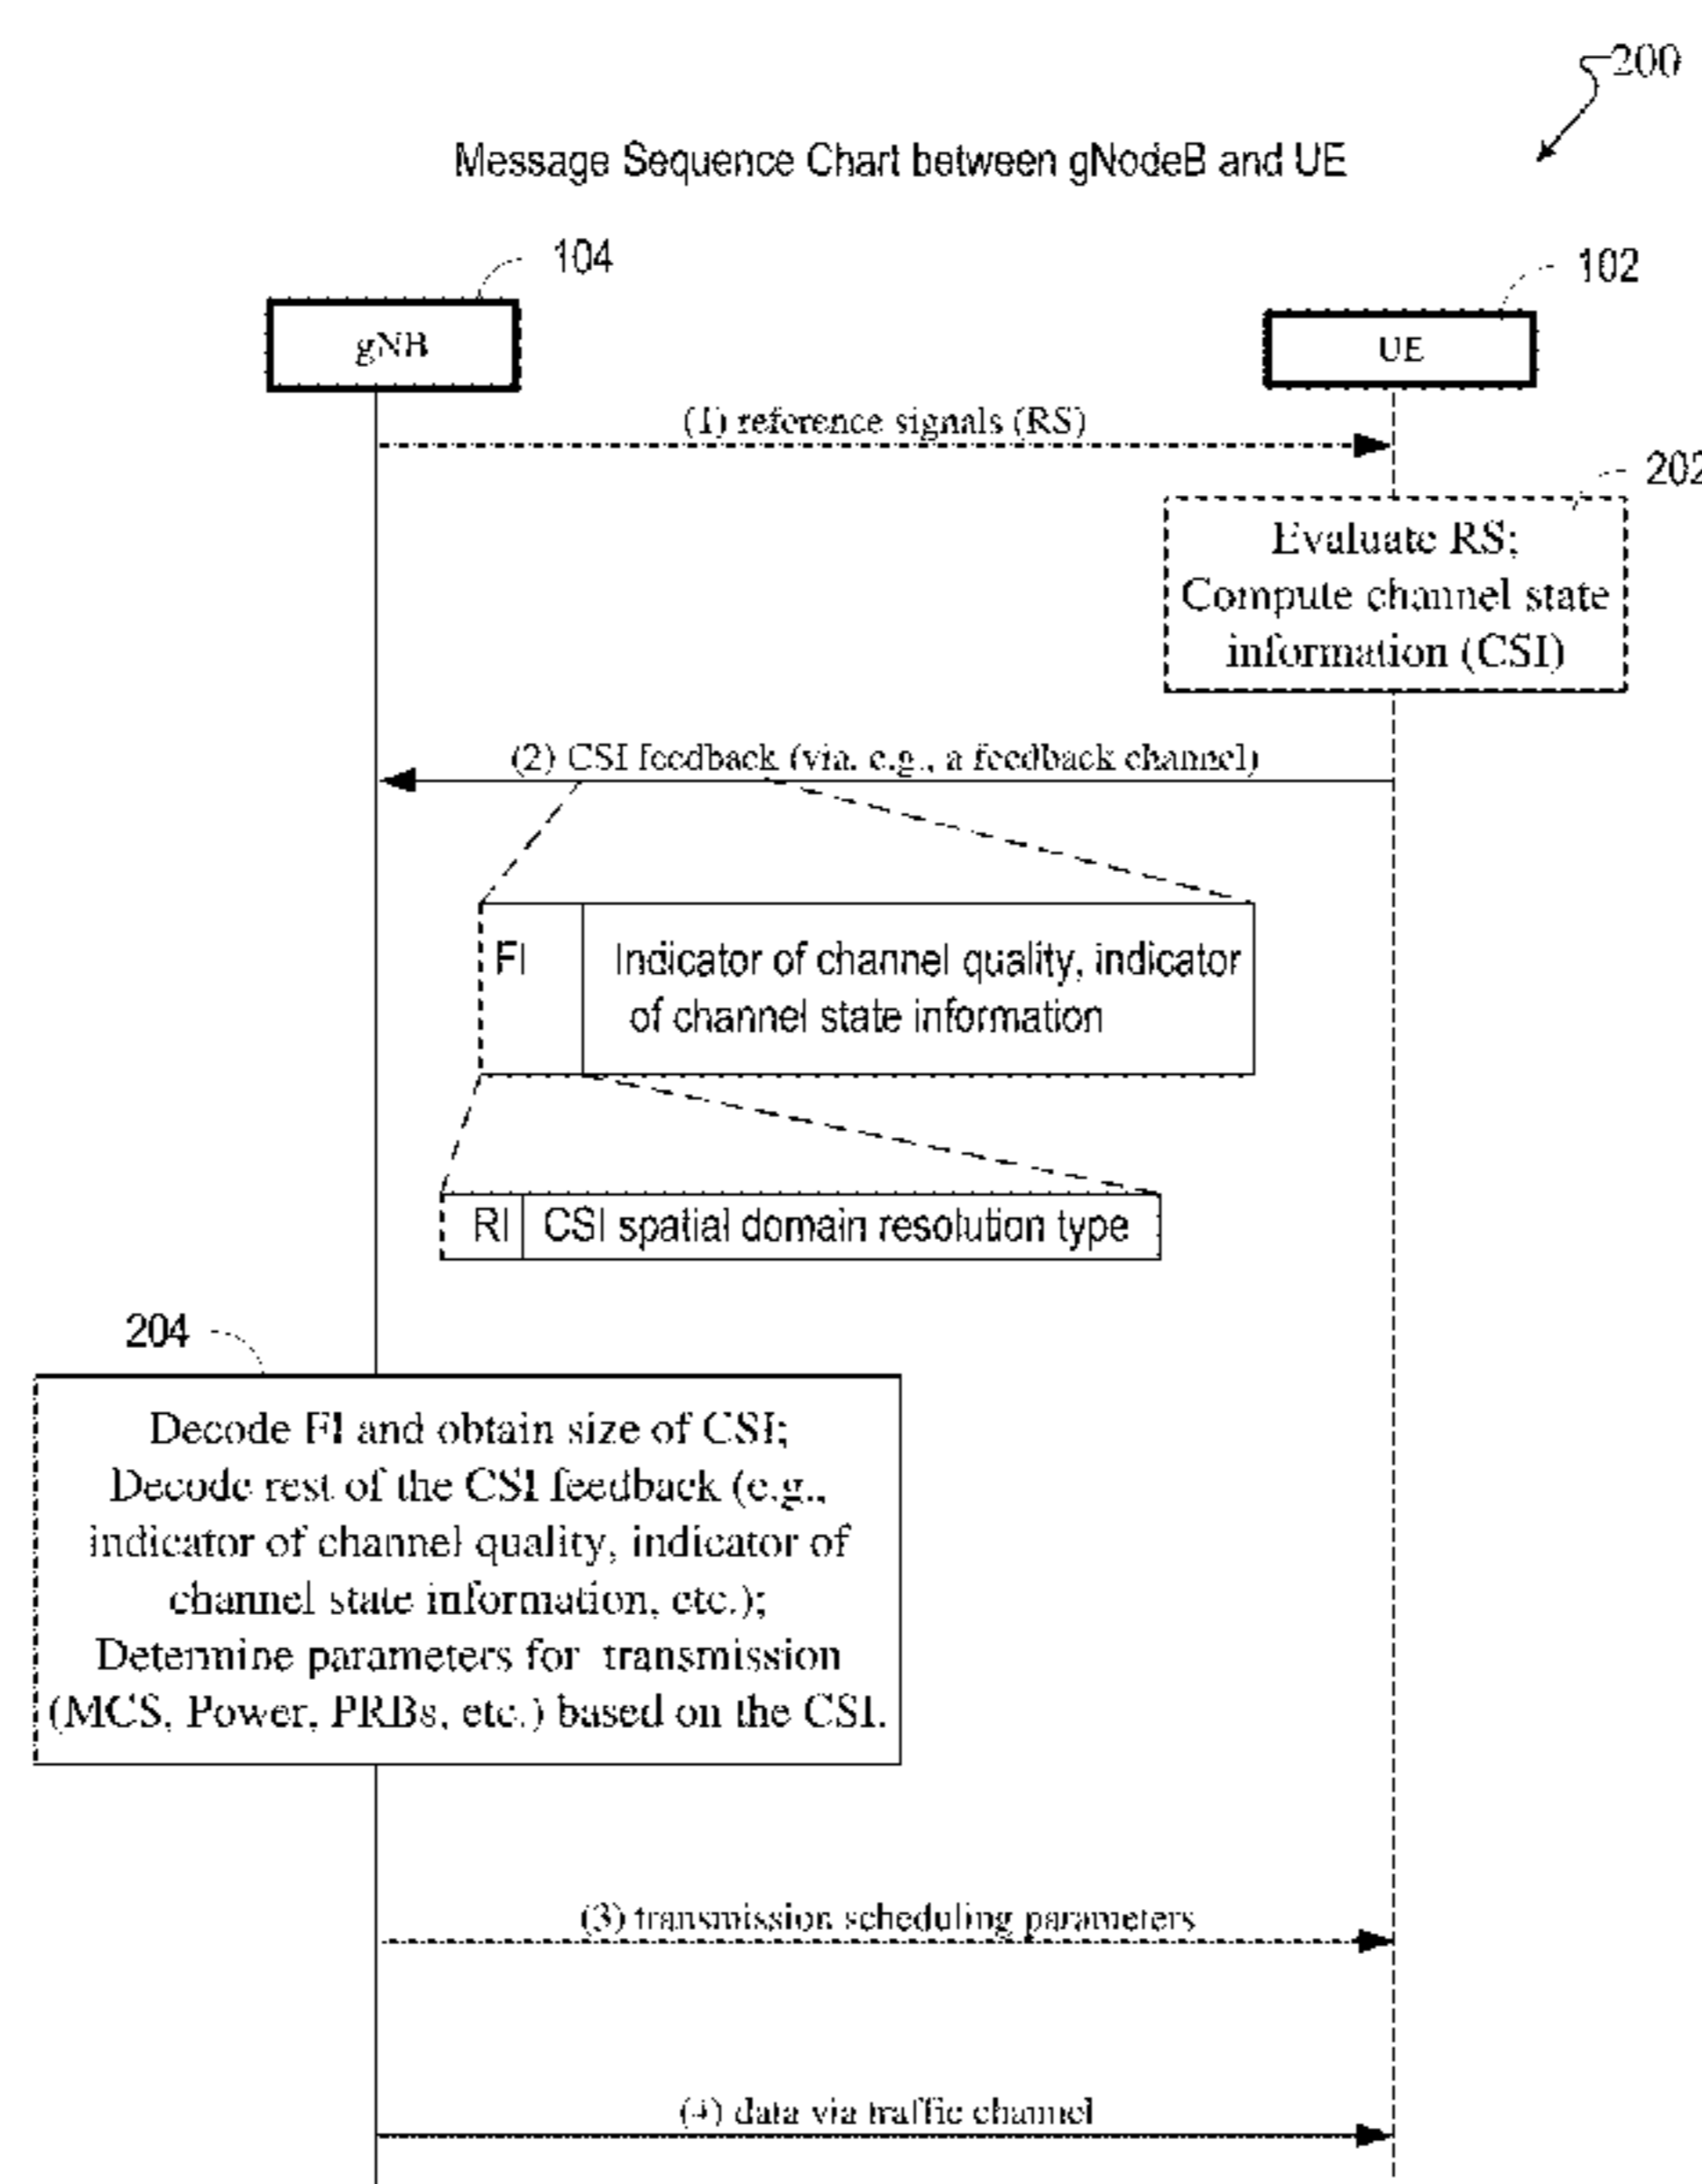 200
Message Sequence Chart between gNodeB and UE
104
102
gNB
UE
(1) reference signals (RS)
202
Evaluate RS;
Compute channel state
information (CSI)
(2) CSI feedback (via. e.g., a feedback channel)
FI
Indicator of channel quality, indicator
of channel state information
RI
CSI spatial domain resolution type
204
Decode FI and obtain size of CSI;
Decode rest of the CSI feedback (e.g.,
indicator of channel quality, indicator of
channel state information, etc.);
Determine parameters for transmission
(MCS, Power, PRBs, etc.) based on the CSI.
(3) transmission scheduling parameters
(4) data via traffic channel